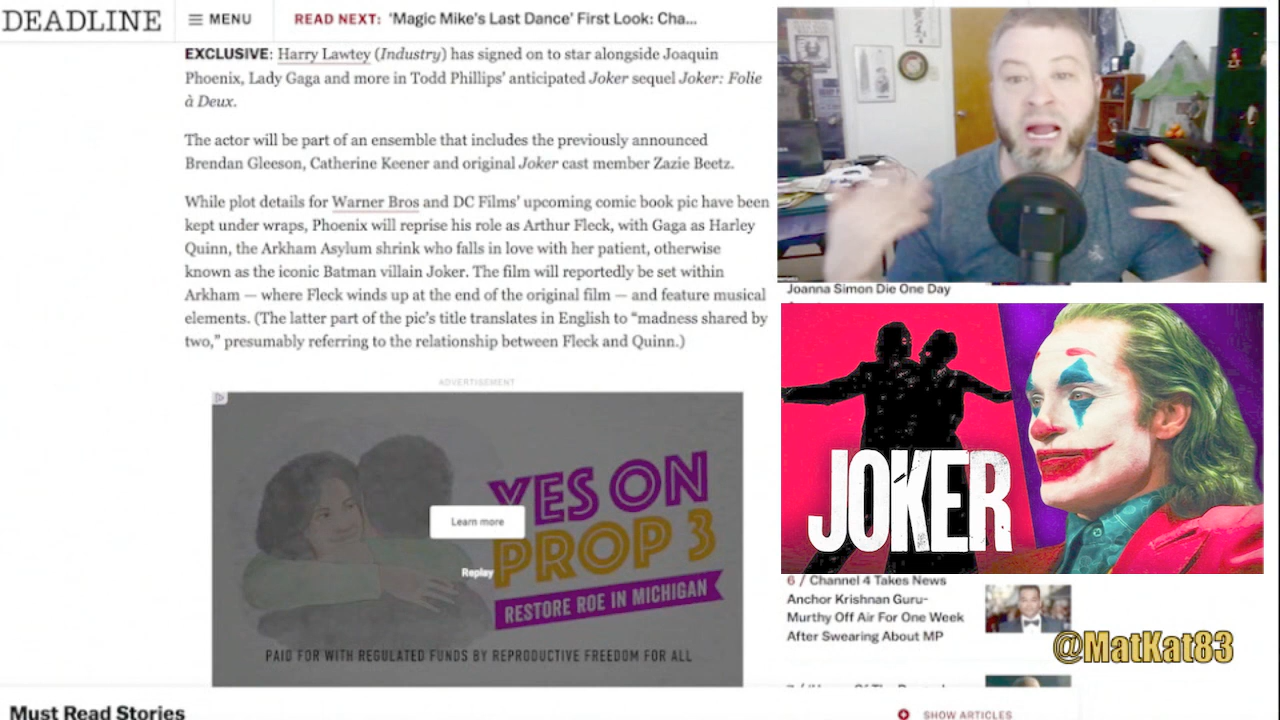 DEADLINE
MENU
READ NEXT: 'Magic Mike's Last Dance' First Look: Cha...
EXCLUSIVE: Harry Lawtey (Industry) has signed on to star alongside Joaquin
Phoenix, Lady Gaga and more in Todd Phillips' anticipated Joker sequel Joker: Folie
à Deux.
The actor will be part of an ensemble that includes the previously announced
Brendan Gleeson, Catherine Keener and original Joker cast member Zazie Beetz.
While plot details for Warner Bros and DC Films' upcoming comic book pic have been
kept under wraps, Phoenix will reprise his role as Arthur Fleck, with Gaga as Harley
Quinn, the Arkham Asylum shrink who falls in love with her patient, otherwise
known as the iconic Batman villain Joker. The film will reportedly be set within
Arkham — where Fleck winds up at the end of the original film — and feature musical
elements. (The latter part of the pic's title translates in English to “madness shared by
two,” presumably referring to the relationship between Fleck and Quinn.)
ADVERTISEMENT
YES ON
PROP 3
Learn more
Replay
RESTORE ROE IN MICHIGAN
PAID FOR WITH REGULATED FUNDS BY REPRODUCTIVE FREEDOM FOR ALL
Joanna Simon Die One Day
JOKER
6 / Channel 4 Takes News
Anchor Krishnan Guru-
Murthy Off Air For One Week
After Swearing About MP
@MatKat83
Must Read Stories
SHOW ARTICLES